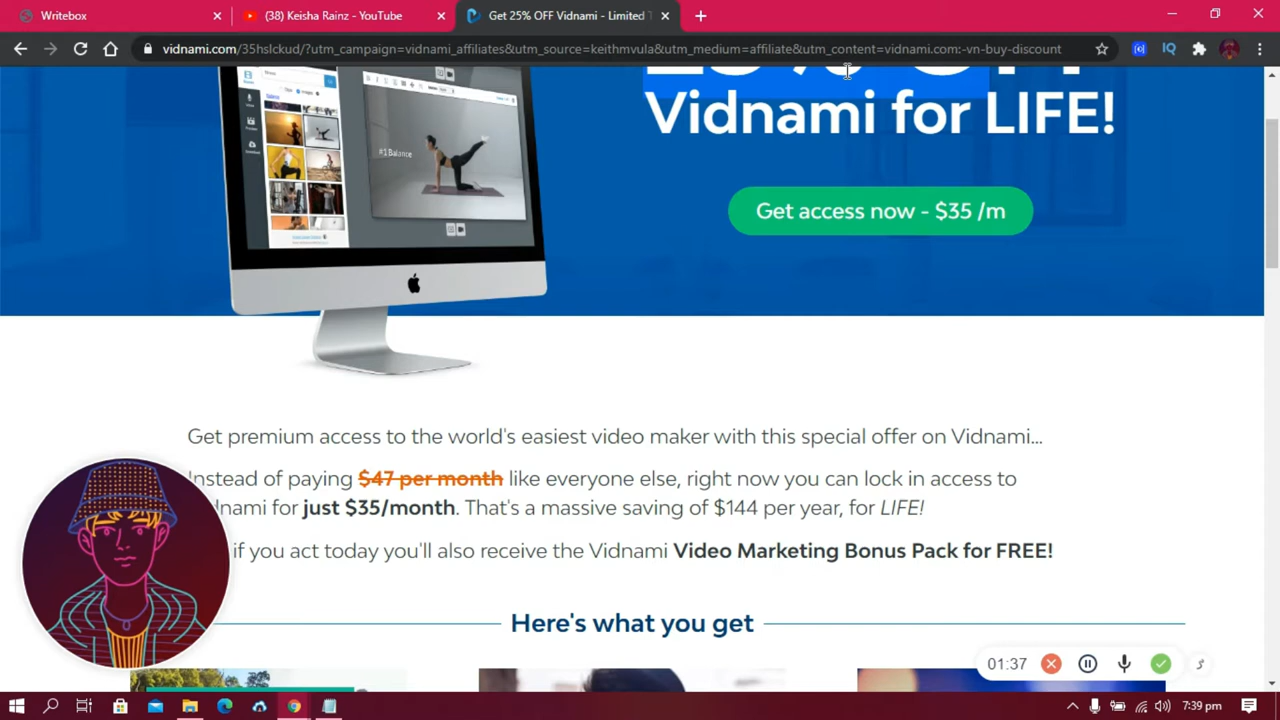 Writebox
(38) Keisha Rainz - YouTube
Get 25% OFF Vidnami - Limited T
vidnami.com/35hslckud/?utm_campaign=vidnami_affiliates&utm_source=keithmvula&utm_medium=affiliate&utm_content=vidnami.com:-vn-buy-discount
25% OFF
Vidnami for LIFE!
Get access now - $35 /m
#1 Balance
Get premium access to the world's easiest video maker with this special offer on Vidnami...
Instead of paying $47 per month like everyone else, right now you can lock in access to
nami for just $35/month. That's a massive saving of $144 per year, for LIFE!
if you act today you'll also receive the Vidnami Video Marketing Bonus Pack for FREE!
Here's what you get
01:37
7:39 pm